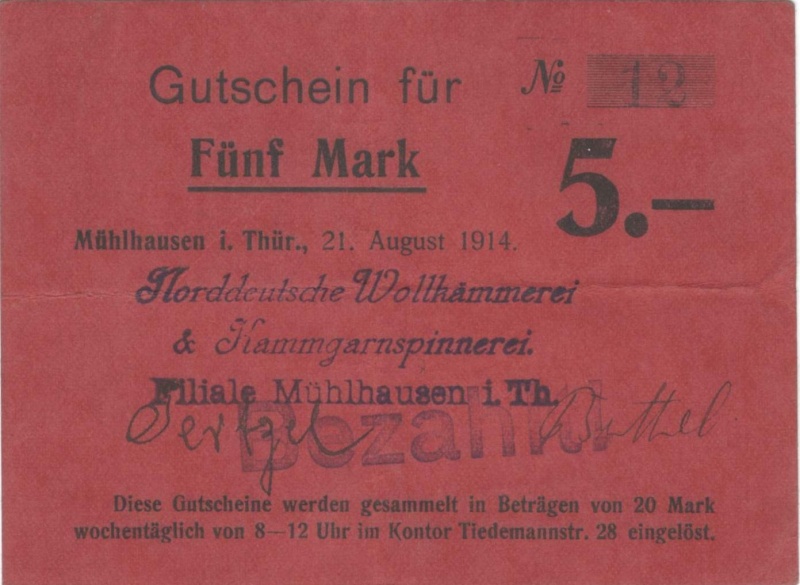 Gutschein für
№ 12
Fünf Mark
5.—
Mühlhausen i. Thür., 21. August 1914.
Norddeutsche Wollkämmerei
& Kammgarnspinnerei.
Filiale Mühlhausen i. Th.
Bezahlt!
Diese Gutscheine werden gesammelt in Beträgen von 20 Mark
wochentäglich von 8—12 Uhr im Kontor Tiedemannstr. 28 eingelöst.